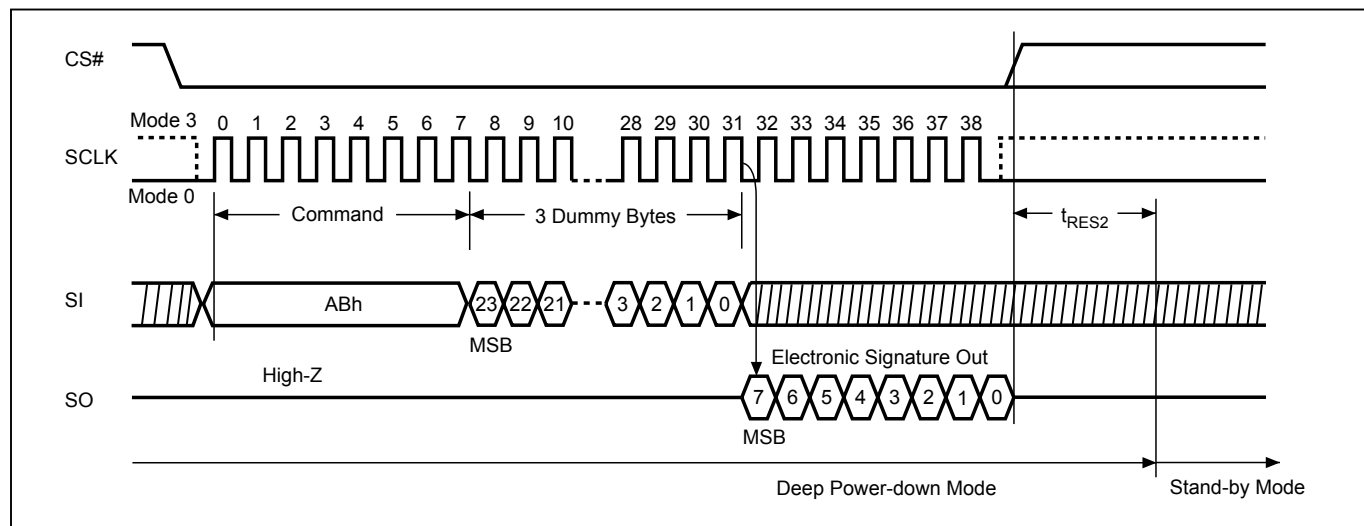 CS#
Mode 3
0 1 2 3 4 5 6 7 8 9 10 28 29 30 31 32 33 34 35 36 37 38
SCLK
Mode 0
Command
3 Dummy Bytes
tRES2
SI
ABh
23 22 21 3 2 1 0
MSB
Electronic Signature Out
High-Z
SO
7 6 5 4 3 2 1 0
MSB
Deep Power-down Mode
Stand-by Mode